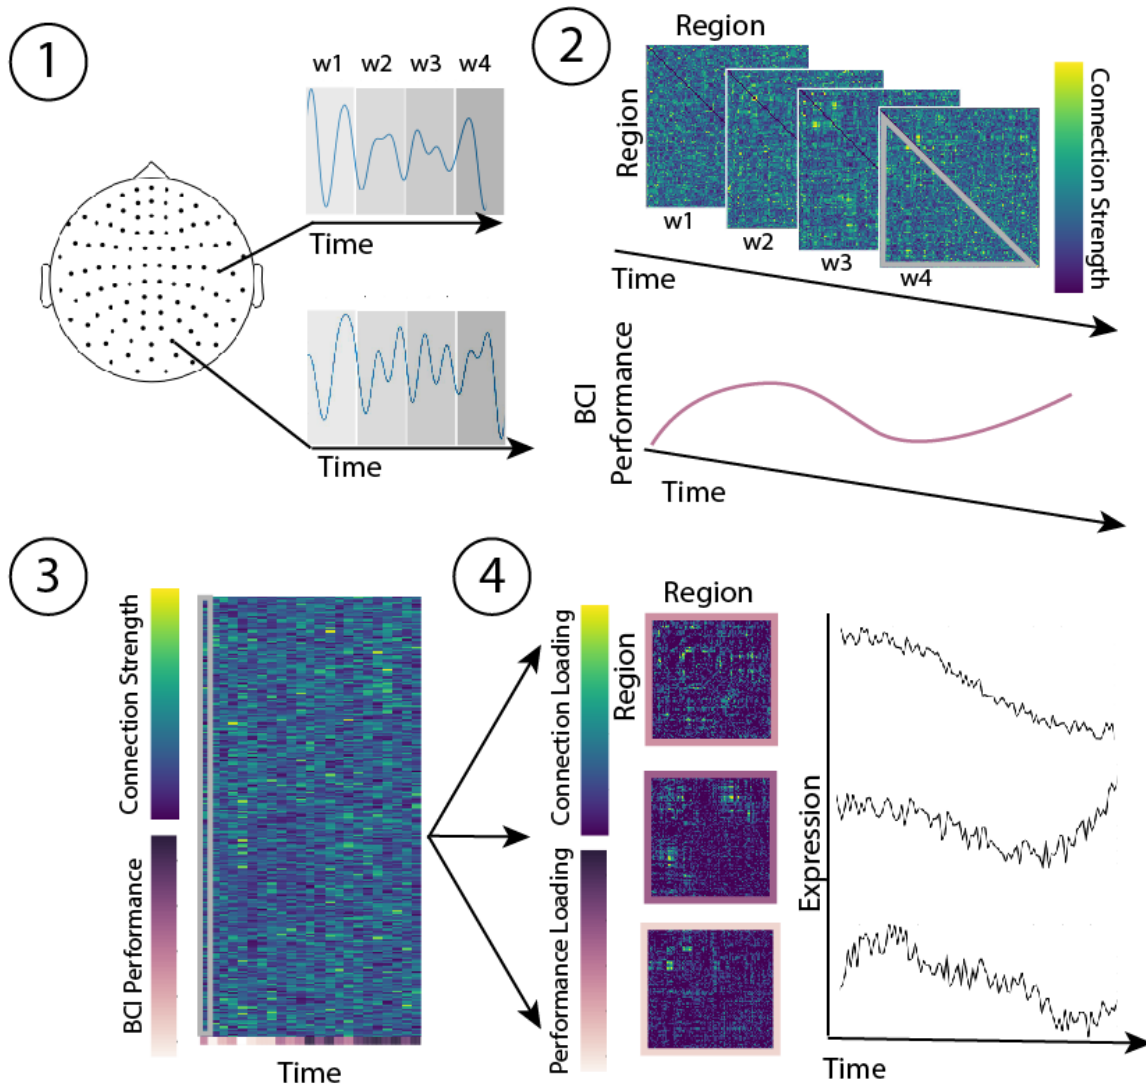 1
w1 w2 w3 w4
Time
Time
2
Region
Region
w1
w2
w3
w4
Connection Strength
Time
BCI
Performance
Time
3
Connection Strength
BCI Performance
Time
4
Region
Region
Connection Loading
Performance Loading
Expression
Time